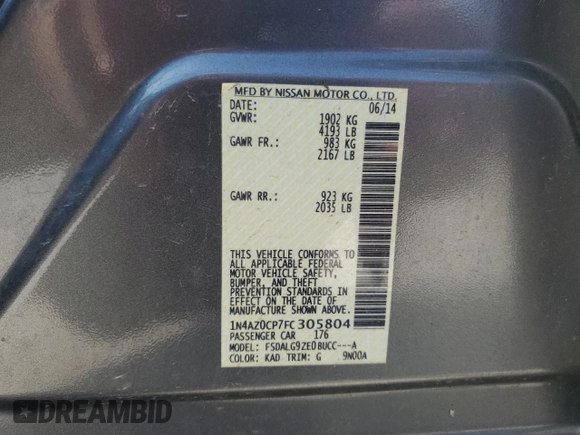 MFD BY NISSAN MOTOR CO., LTD.
DATE: 06/14
GVWR: 1902 KG
4193 LB
GAWR FR.: 983 KG
2167 LB
GAWR RR.: 923 KG
2035 LB
THIS VEHICLE CONFORMS TO
ALL APPLICABLE FEDERAL
MOTOR VEHICLE SAFETY,
BUMPER, AND THEFT
PREVENTION STANDARDS IN
EFFECT ON THE DATE OF
MANUFACTURE SHOWN ABOVE.
1N4AZ0CP7FC305804
PASSENGER CAR 176
MODEL: FSDALG9ZE0BUCC---A
COLOR: KAD TRIM: G 9N00A
DREAMBID